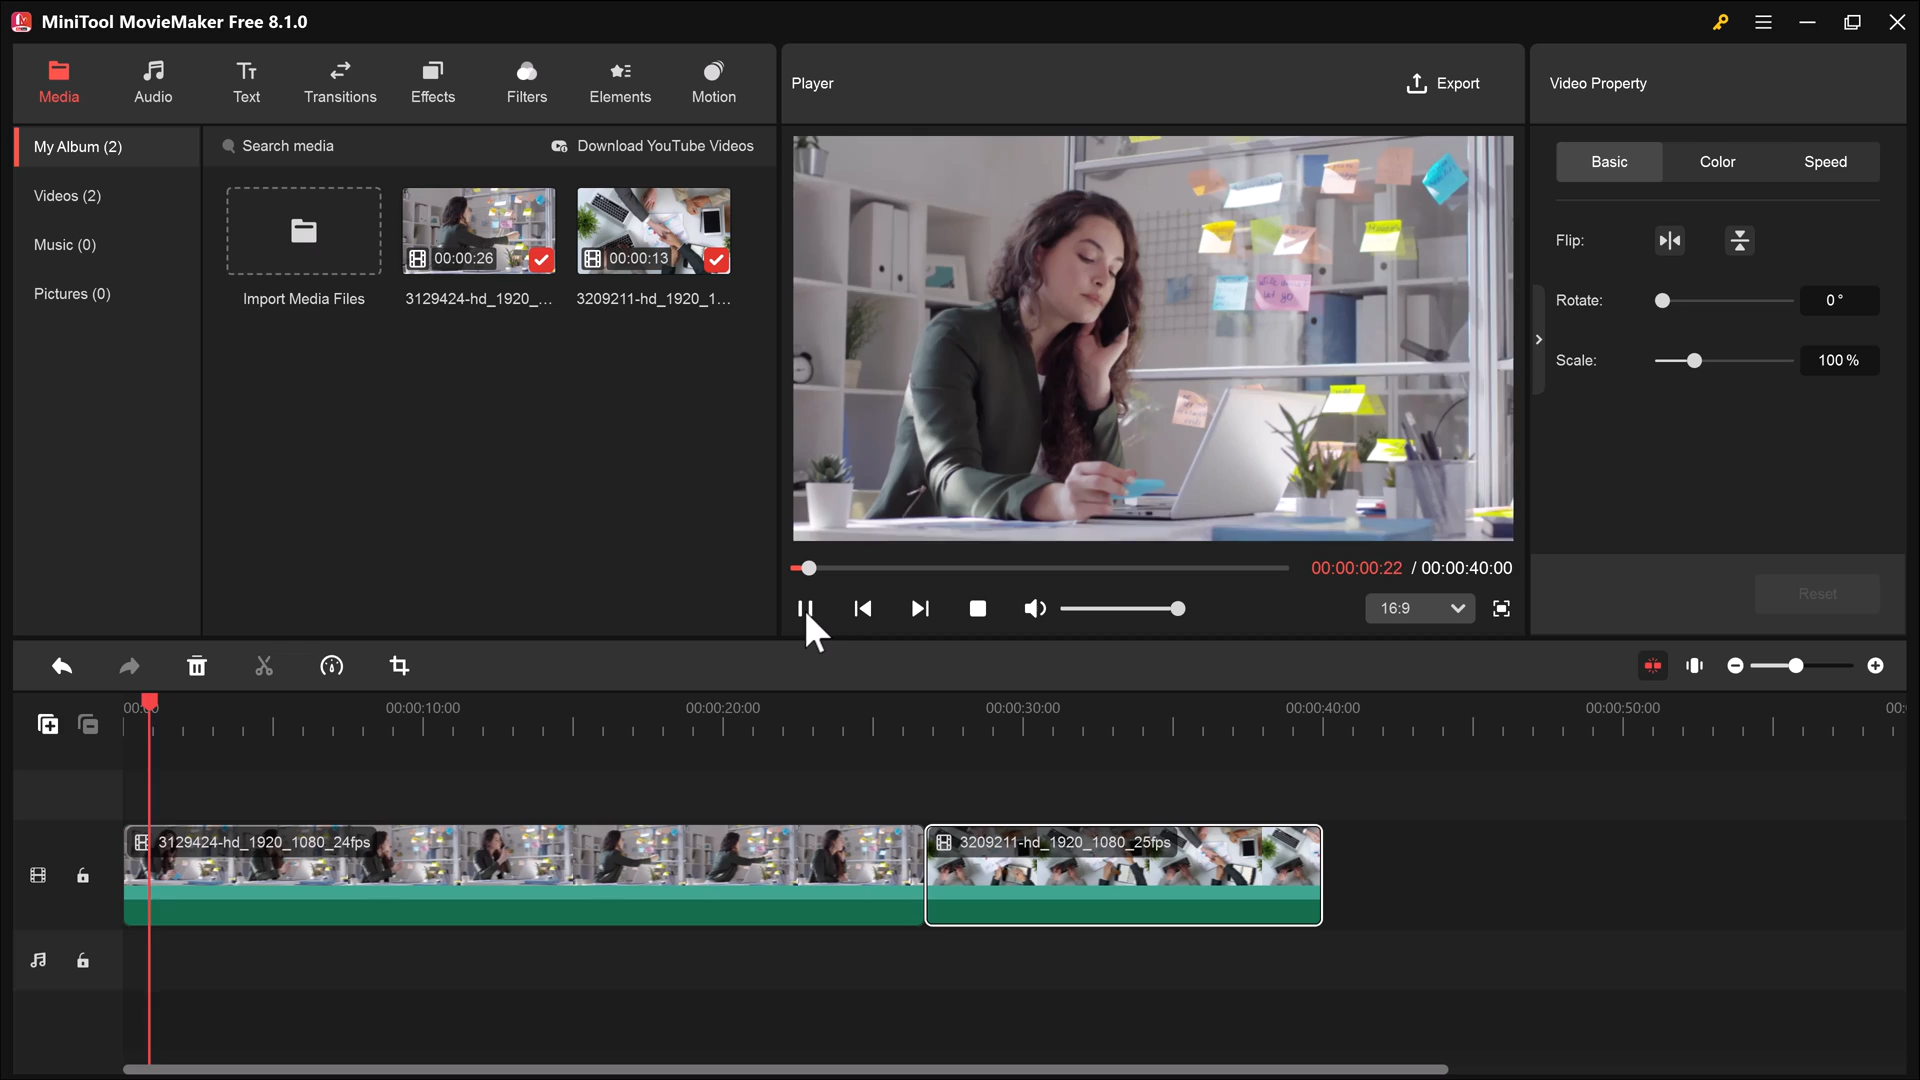 MiniTool MovieMaker Free 8.1.0
Media
Audio
Text
Transitions
Effects
Filters
Elements
Motion
Player
Export
Video Property
My Album (2)
Videos (2)
Music (0)
Pictures (0)
Search media
Download YouTube Videos
Import Media Files
00:00:26
3129424-hd_1920_...
00:00:13
3209211-hd_1920_1...
Basic
Color
Speed
Flip:
Rotate:
0°
Scale:
100%
Reset
00:00:00:22 / 00:00:40:00
16:9
00:00:10:00
00:00:20:00
00:00:30:00
00:00:40:00
00:00:50:00
00:
3129424-hd_1920_1080_24fps
3209211-hd_1920_1080_25fps